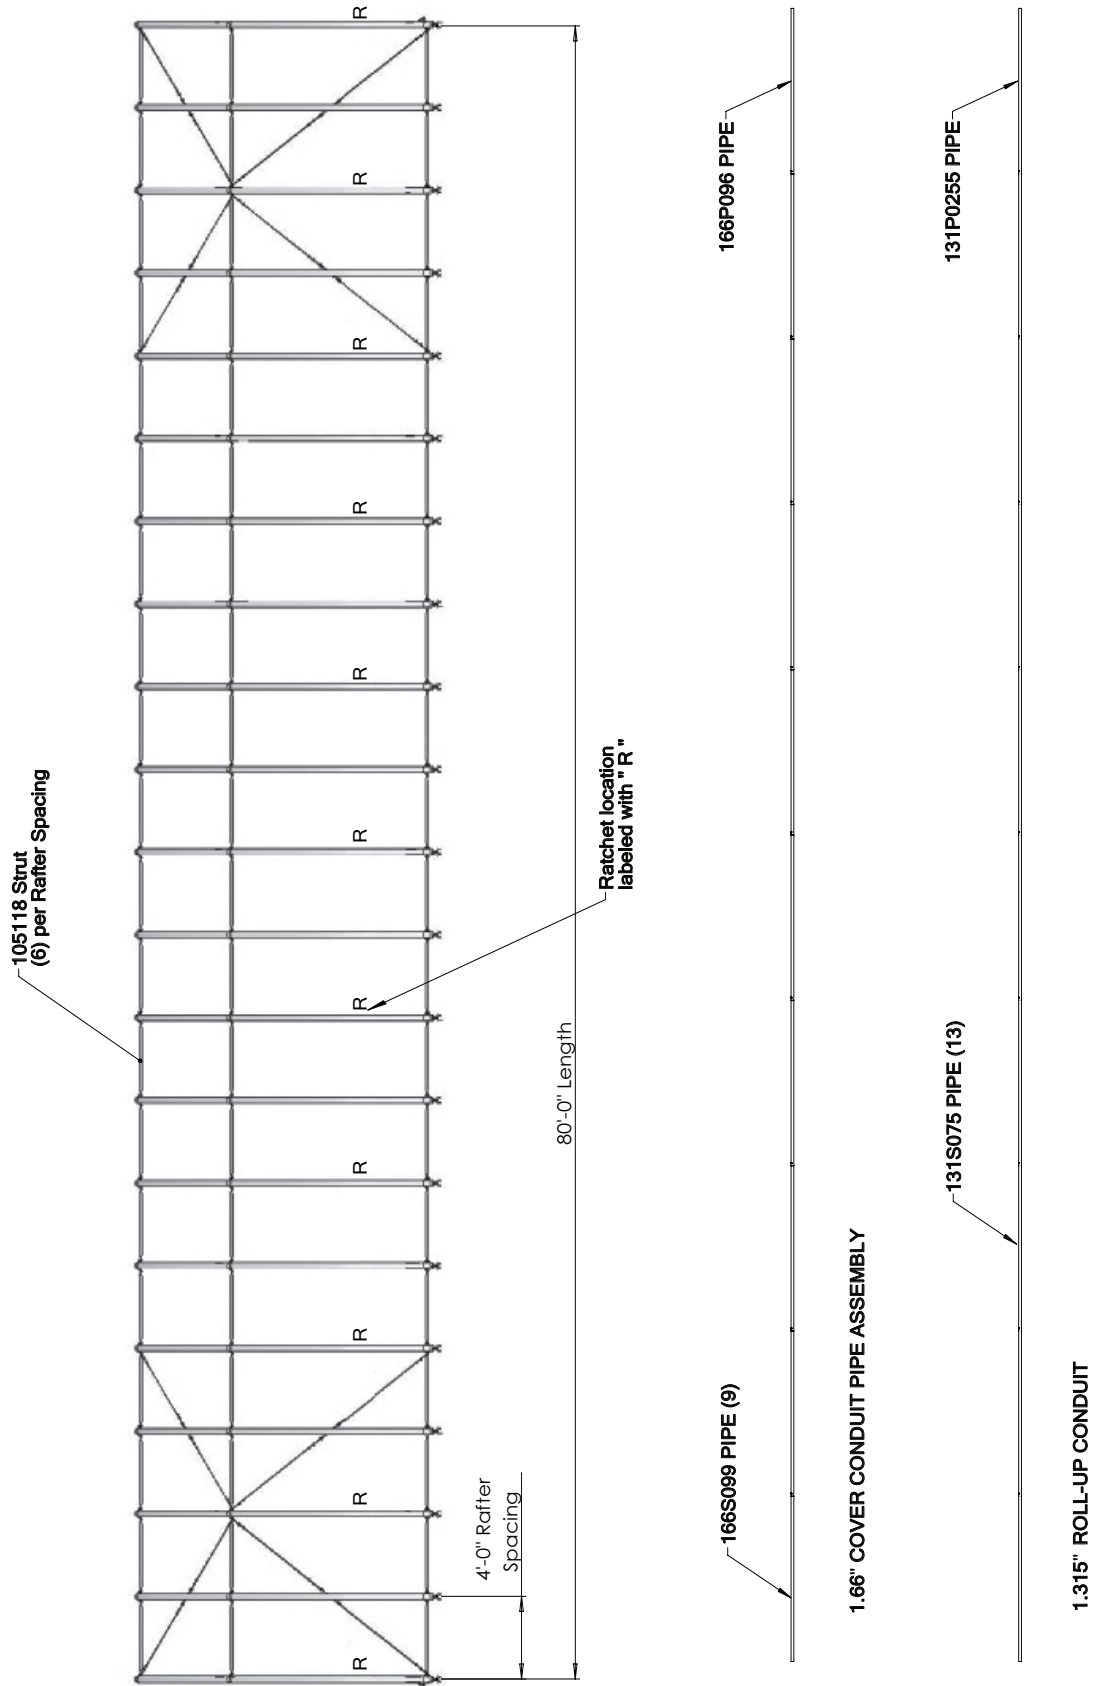 105118 Strut
(6) per Rafter Spacing
R
R
R
R
R
R
R
R
R
R
R
Ratchet location
labeled with " R "
4'-0" Rafter
Spacing
80'-0" Length
166S099 PIPE (9)
166P096 PIPE
1.66" COVER CONDUIT PIPE ASSEMBLY
131S075 PIPE (13)
131P0255 PIPE
1.315" ROLL-UP CONDUIT